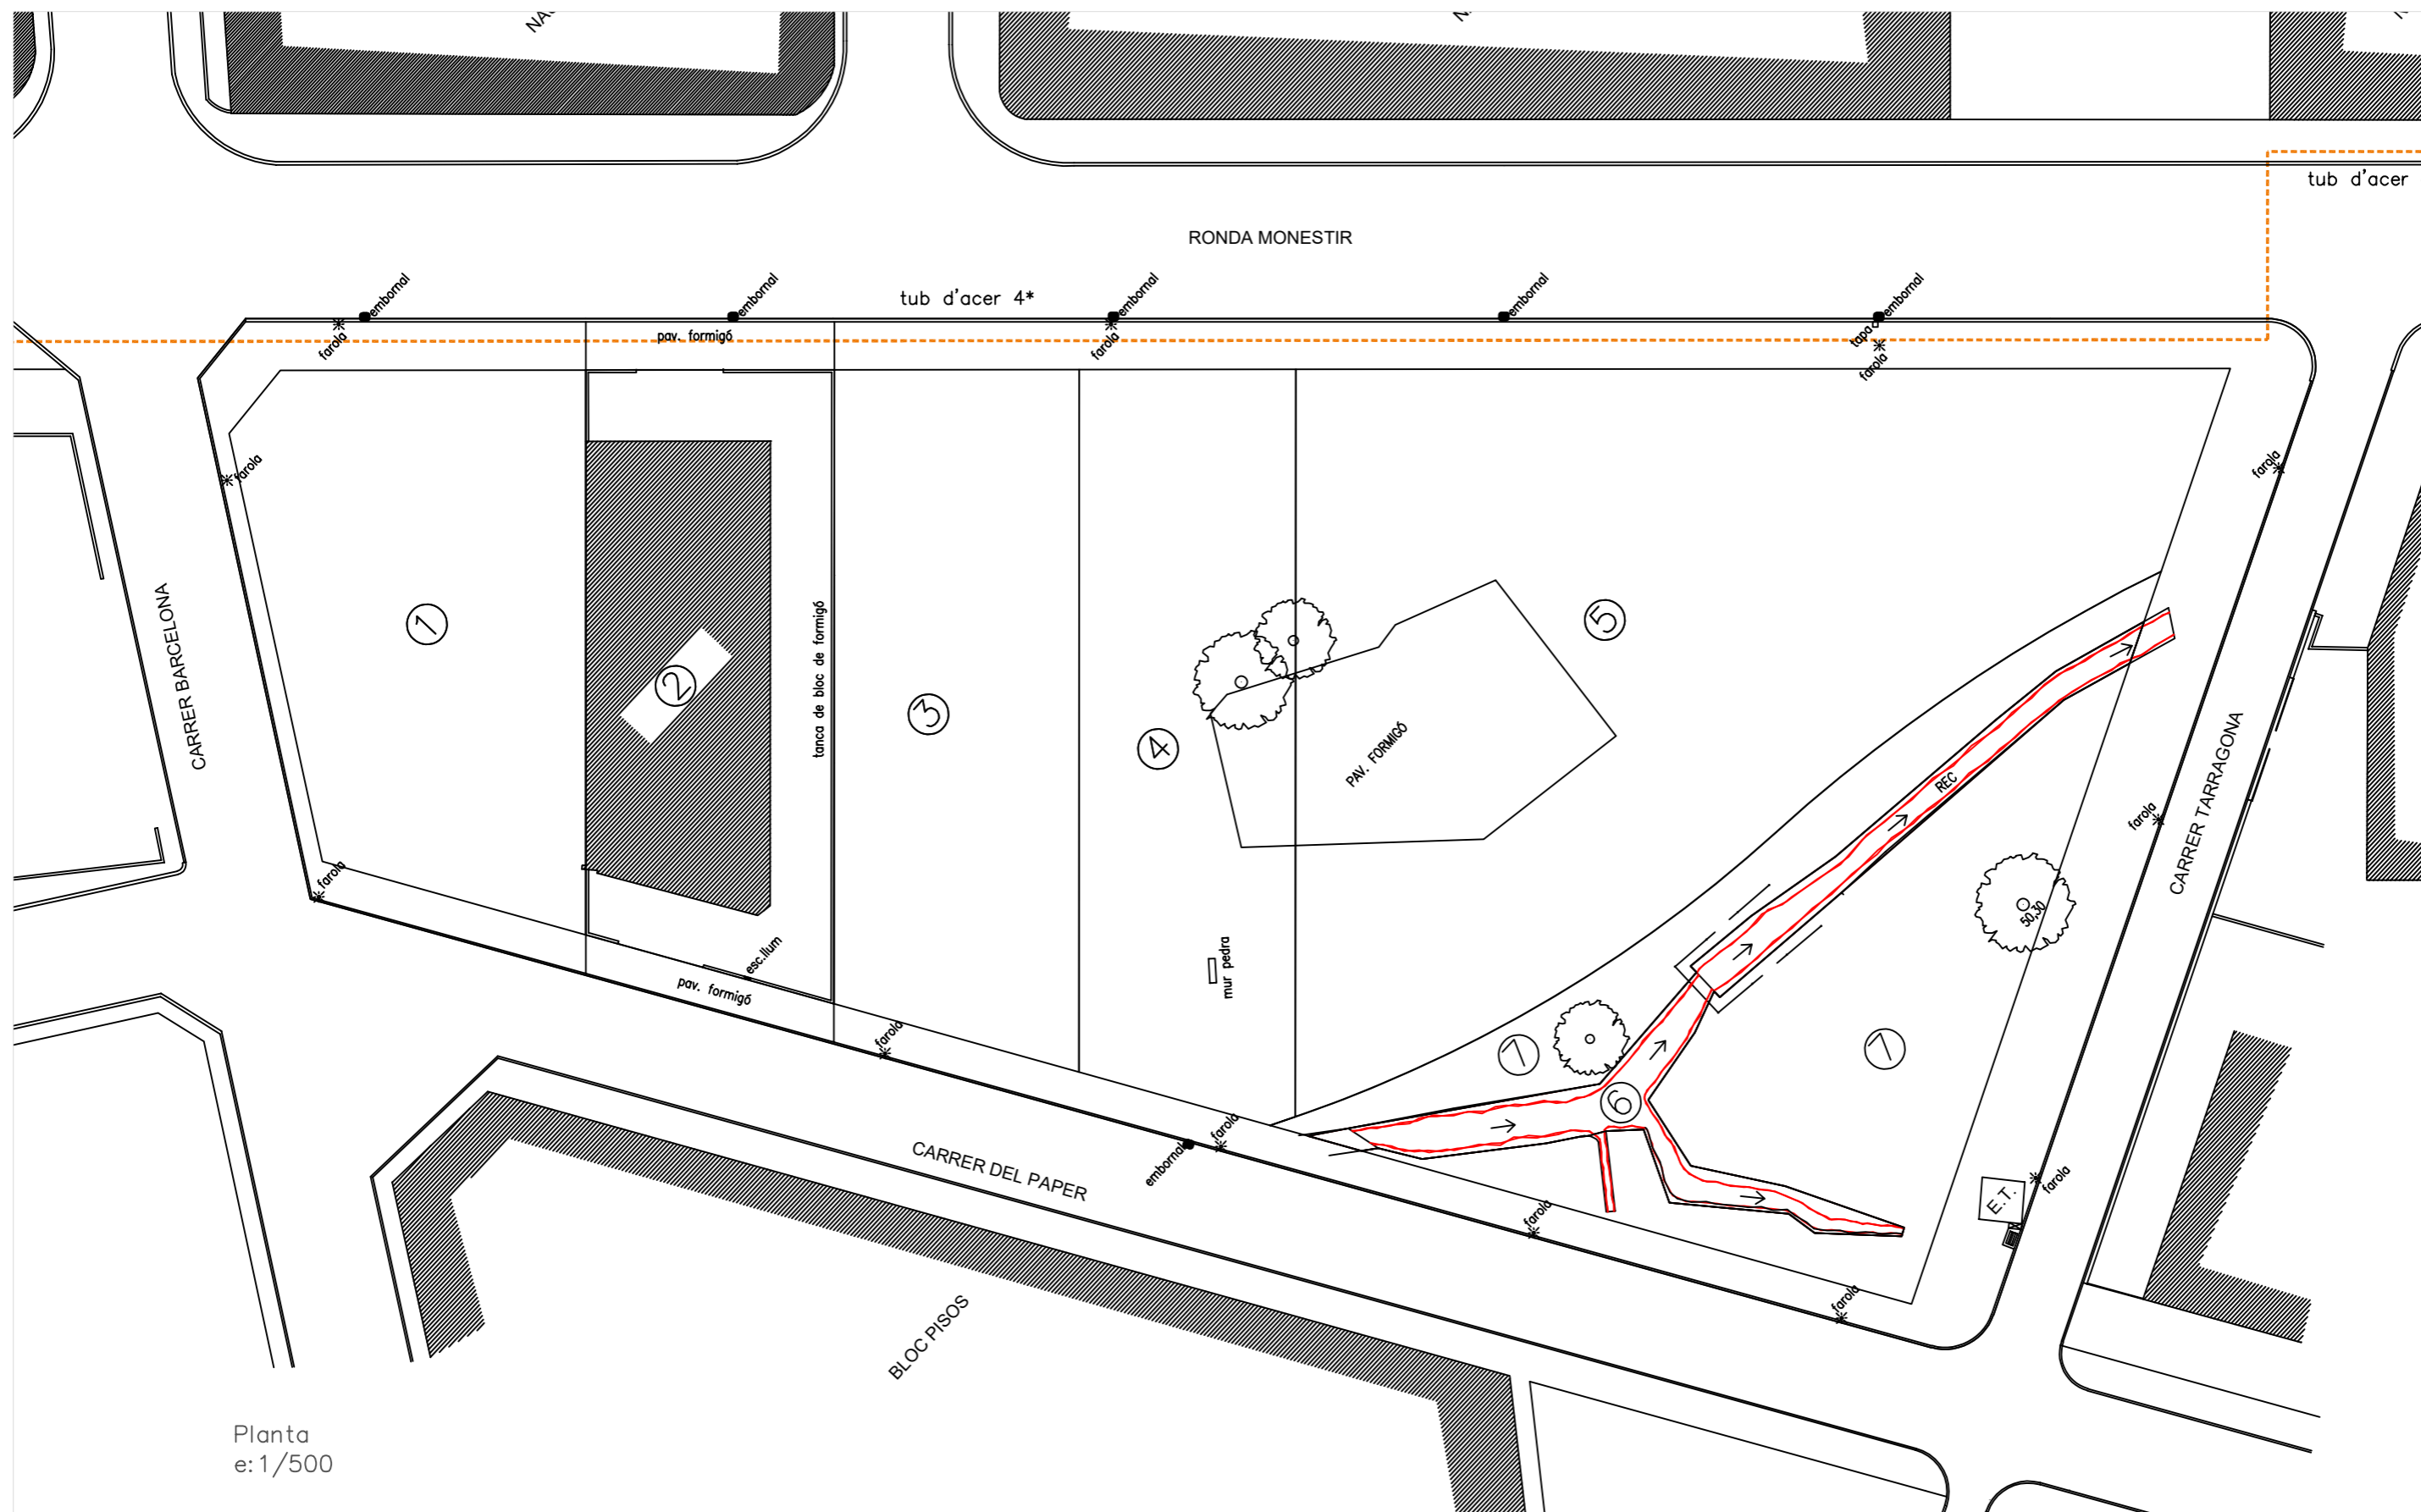 tub d'acer
RONDA MONESTIR
embornal
embornal
tub d'acer 4*
embornal
embornal
embornal
farola
pav. formigó
farola
tapa
farola
farola
farola
CARRER BARCELONA
1
2
tanca de bloc de formigó
3
4
5
PAV. FORMIGÓ
REC
CARRER TARRAGONA
farola
farola
50,30
esc.llum
pav. formigó
mur pedra
farola
7
7
6
embornal
farola
CARRER DEL PAPER
farola
E.T.
farola
farola
BLOC PISOS
Planta
e:1/500